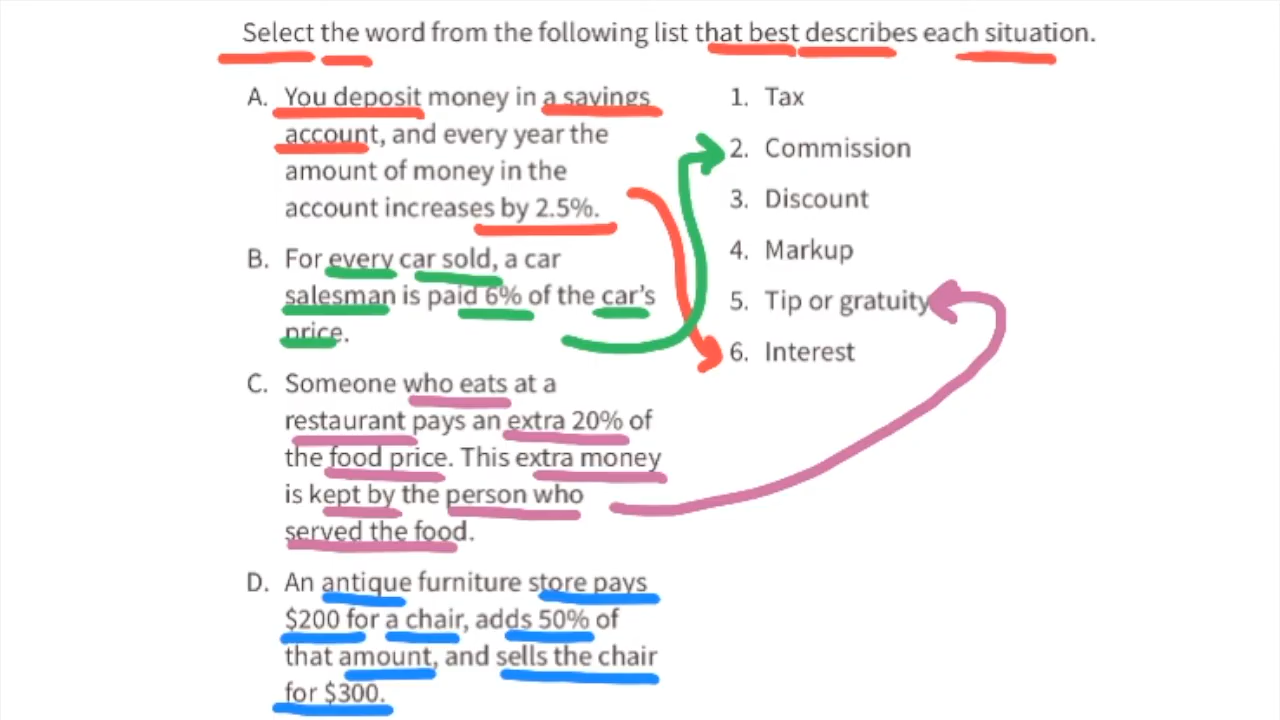 Select the word from the following list that best describes each situation.
A. You deposit money in a savings
account, and every year the
amount of money in the
account increases by 2.5%.
B. For every car sold, a car
salesman is paid 6% of the car's
price.
C. Someone who eats at a
restaurant pays an extra 20% of
the food price. This extra money
is kept by the person who
served the food.
D. An antique furniture store pays
$200 for a chair, adds 50% of
that amount, and sells the chair
for $300.
1. Tax
2. Commission
3. Discount
4. Markup
5. Tip or gratuity
6. Interest